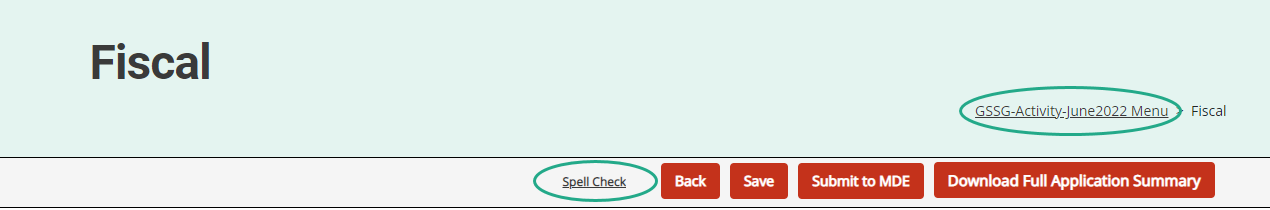 Fiscal
GSSG-Activity-June2022 Menu > Fiscal
Spell Check Back Save Submit to MDE Download Full Application Summary